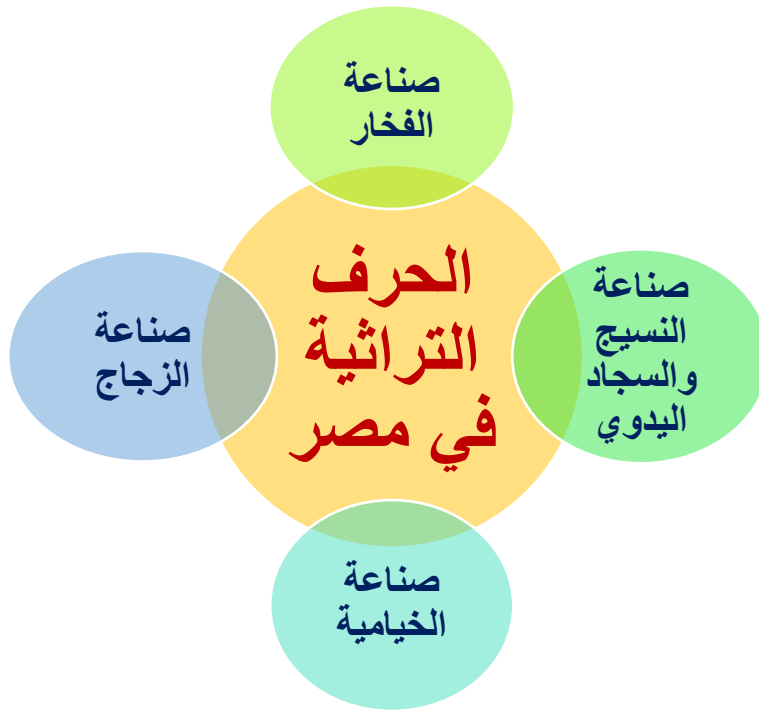 صناعة
الفخار
الحرف
التراثية
في مصر
صناعة
النسيج
والسجاد
اليدوي
صناعة
الخيامية
صناعة
الزجاج